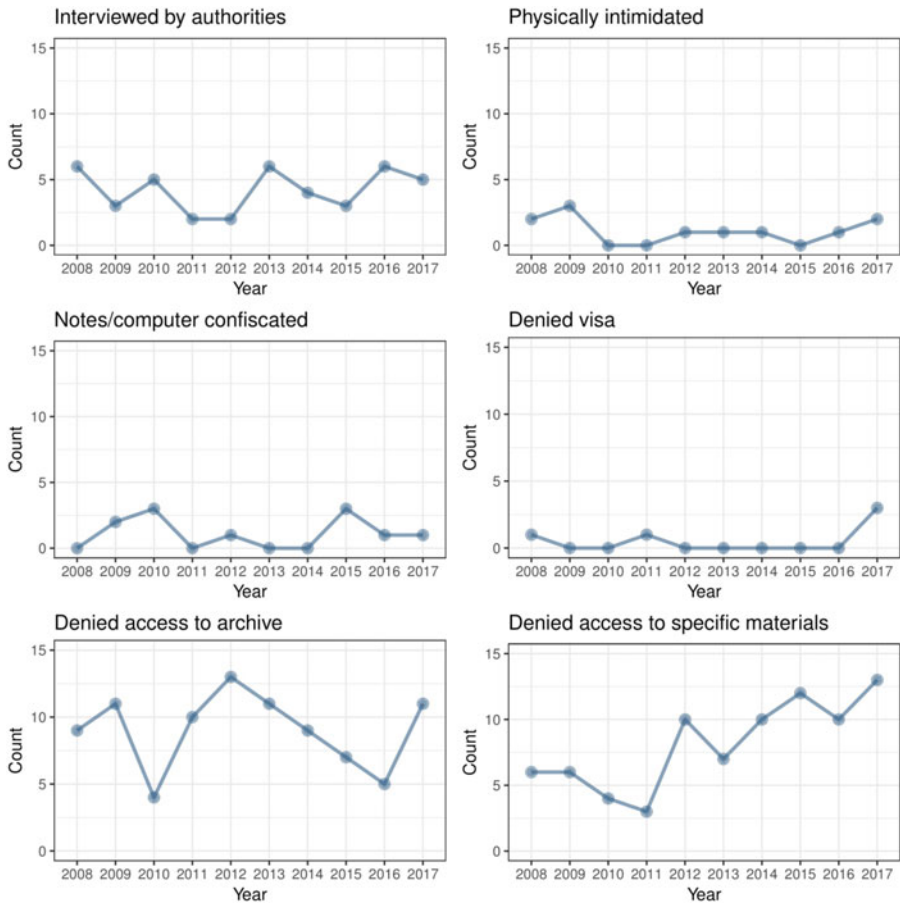 Interviewed by authorities
15
10
5
0
Count
2008 2009 2010 2011 2012 2013 2014 2015 2016 2017
Year
Physically intimidated
15
10
5
0
Count
2008 2009 2010 2011 2012 2013 2014 2015 2016 2017
Year
Notes/computer confiscated
15
10
5
0
Count
2008 2009 2010 2011 2012 2013 2014 2015 2016 2017
Year
Denied visa
15
10
5
0
Count
2008 2009 2010 2011 2012 2013 2014 2015 2016 2017
Year
Denied access to archive
15
10
5
0
Count
2008 2009 2010 2011 2012 2013 2014 2015 2016 2017
Year
Denied access to specific materials
15
10
5
0
Count
2008 2009 2010 2011 2012 2013 2014 2015 2016 2017
Year